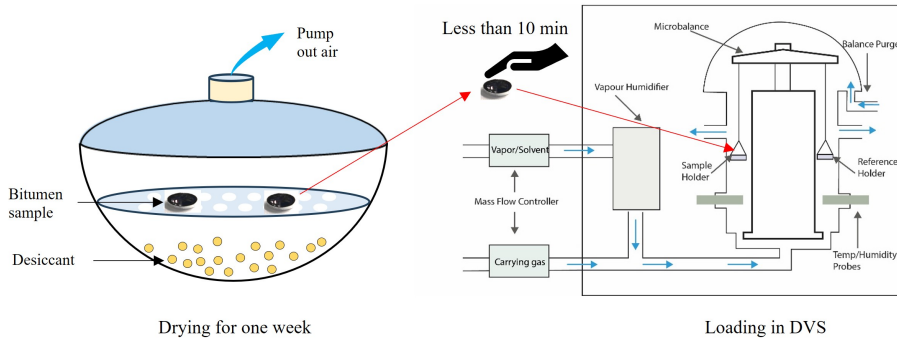 Pump
out air
Bitumen
sample
Desiccant
Drying for one week
Less than 10 min
Microbalance
Balance Purge
Vapour Humidifier
Vapor/Solvent
Sample
Holder
Reference
Holder
Mass Flow Controller
Carrying gas
Temp/Humidity
Probes
Loading in DVS